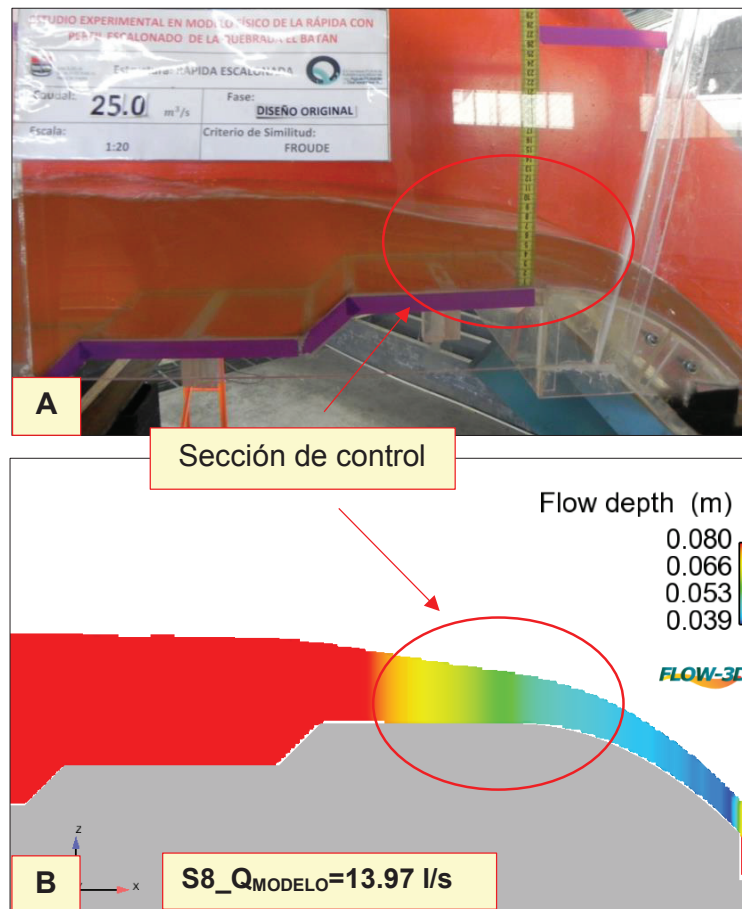 ESTUDIO EXPERIMENTAL EN MODELO FÍSICO DE LA RÁPIDA CON
PERFIL ESCALONADO DE LA QUEBRADA EL BATAN
Estructura: RÁPIDA ESCALONADA
Caudal:
25.0 m³/s
Fase:
DISEÑO ORIGINAL
Escala:
1:20
Criterio de Similitud:
FROUDE
A
Sección de control
Flow depth (m)
0.080
0.066
0.053
0.039
FLOW-3D
z
x
B
S8_QMODELO=13.97 l/s